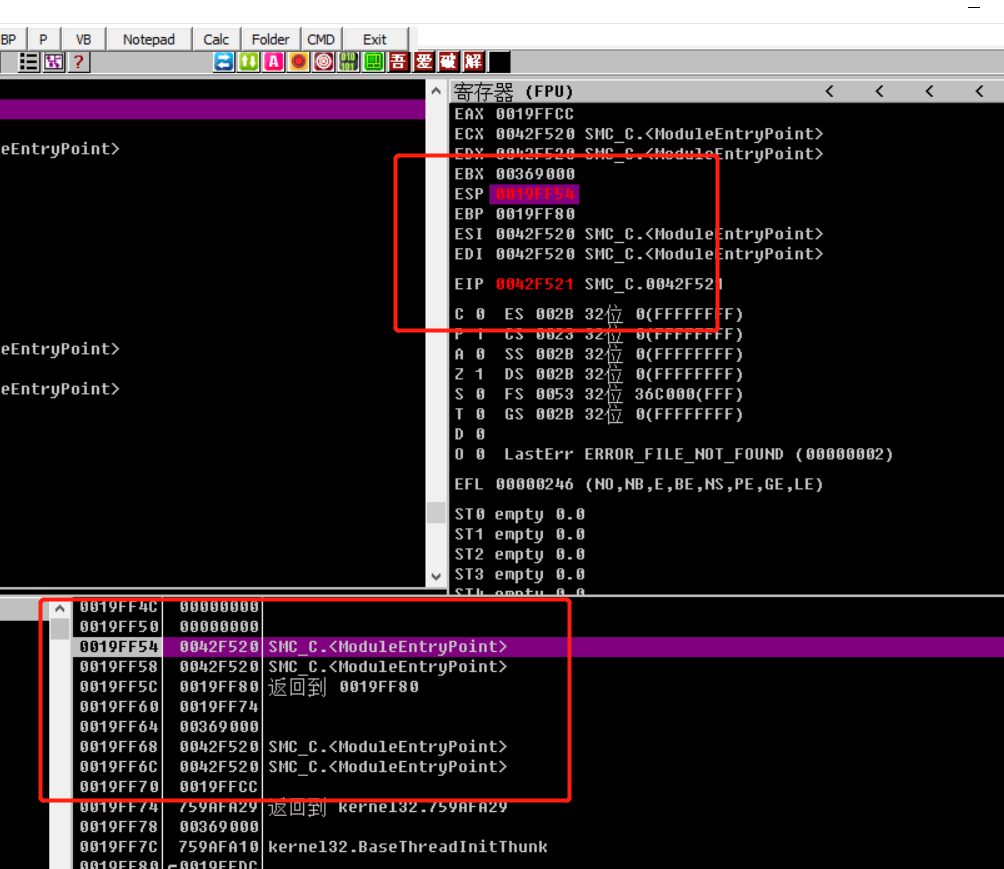 BP P VB Notepad Calc Folder CMD Exit
? A 吾 爱 破 解
寄存器 (FPU) < < < <
EAX 0019FFCC
ECX 0042F520 SMC_C.<ModuleEntryPoint>
EDX 0042F520 SMC_C.<ModuleEntryPoint>
eEntryPoint>
EBX 00369000
ESP 0019FF54
EBP 0019FF80
ESI 0042F520 SMC_C.<ModuleEntryPoint>
EDI 0042F520 SMC_C.<ModuleEntryPoint>
EIP 0042F521 SMC_C.0042F521
C 0 ES 002B 32位 0(FFFFFFFF)
P 1 CS 0023 32位 0(FFFFFFFF)
A 0 SS 002B 32位 0(FFFFFFFF)
eEntryPoint>
Z 1 DS 002B 32位 0(FFFFFFFF)
S 0 FS 0053 32位 36C000(FFF)
eEntryPoint>
T 0 GS 002B 32位 0(FFFFFFFF)
D 0
O 0 LastErr ERROR_FILE_NOT_FOUND (00000002)
EFL 00000246 (NO,NB,E,BE,NS,PE,GE,LE)
ST0 empty 0.0
ST1 empty 0.0
ST2 empty 0.0
ST3 empty 0.0
ST4 empty 0.0
0019FF4C 00000000
0019FF50 00000000
0019FF54 0042F520 SMC_C.<ModuleEntryPoint>
0019FF58 0042F520 SMC_C.<ModuleEntryPoint>
0019FF5C 0019FF80 返回到 0019FF80
0019FF60 0019FF74
0019FF64 00369000
0019FF68 0042F520 SMC_C.<ModuleEntryPoint>
0019FF6C 0042F520 SMC_C.<ModuleEntryPoint>
0019FF70 0019FFCC
0019FF74 759AFA29 返回到 kernel32.759AFA29
0019FF78 00369000
0019FF7C 759AFA10 kernel32.BaseThreadInitThunk
0019FF80 0019FFDC